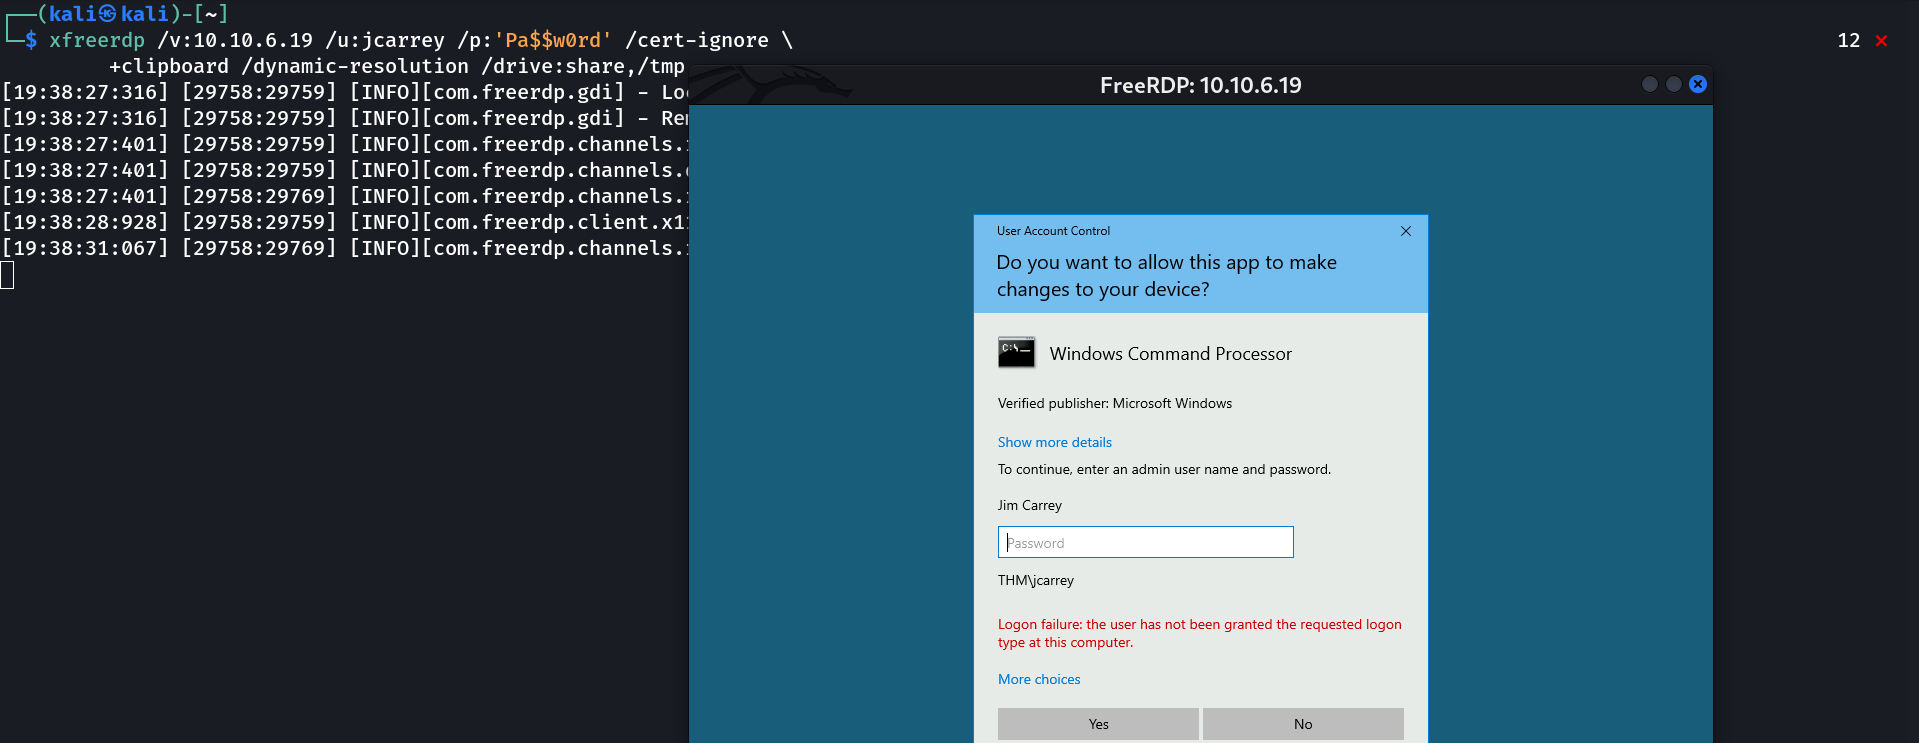 (kali㉿kali)-[~]
$ xfreerdp /v:10.10.6.19 /u:jcarrey /p:'Pa$$w0rd' /cert-ignore \
12 ✕
+clipboard /dynamic-resolution /drive:share,/tmp
[19:38:27:316] [29758:29759] [INFO][com.freerdp.gdi] - Lo
[19:38:27:316] [29758:29759] [INFO][com.freerdp.gdi] - Re
[19:38:27:401] [29758:29759] [INFO][com.freerdp.channels.
[19:38:27:401] [29758:29759] [INFO][com.freerdp.channels.
[19:38:27:401] [29758:29769] [INFO][com.freerdp.channels.
[19:38:28:928] [29758:29759] [INFO][com.freerdp.client.x1
[19:38:31:067] [29758:29769] [INFO][com.freerdp.channels.
FreeRDP: 10.10.6.19
User Account Control
Do you want to allow this app to make
changes to your device?
C:\_
Windows Command Processor
Verified publisher: Microsoft Windows
Show more details
To continue, enter an admin user name and password.
Jim Carrey
Password
THM\jcarrey
Logon failure: the user has not been granted the requested logon
type at this computer.
More choices
Yes
No